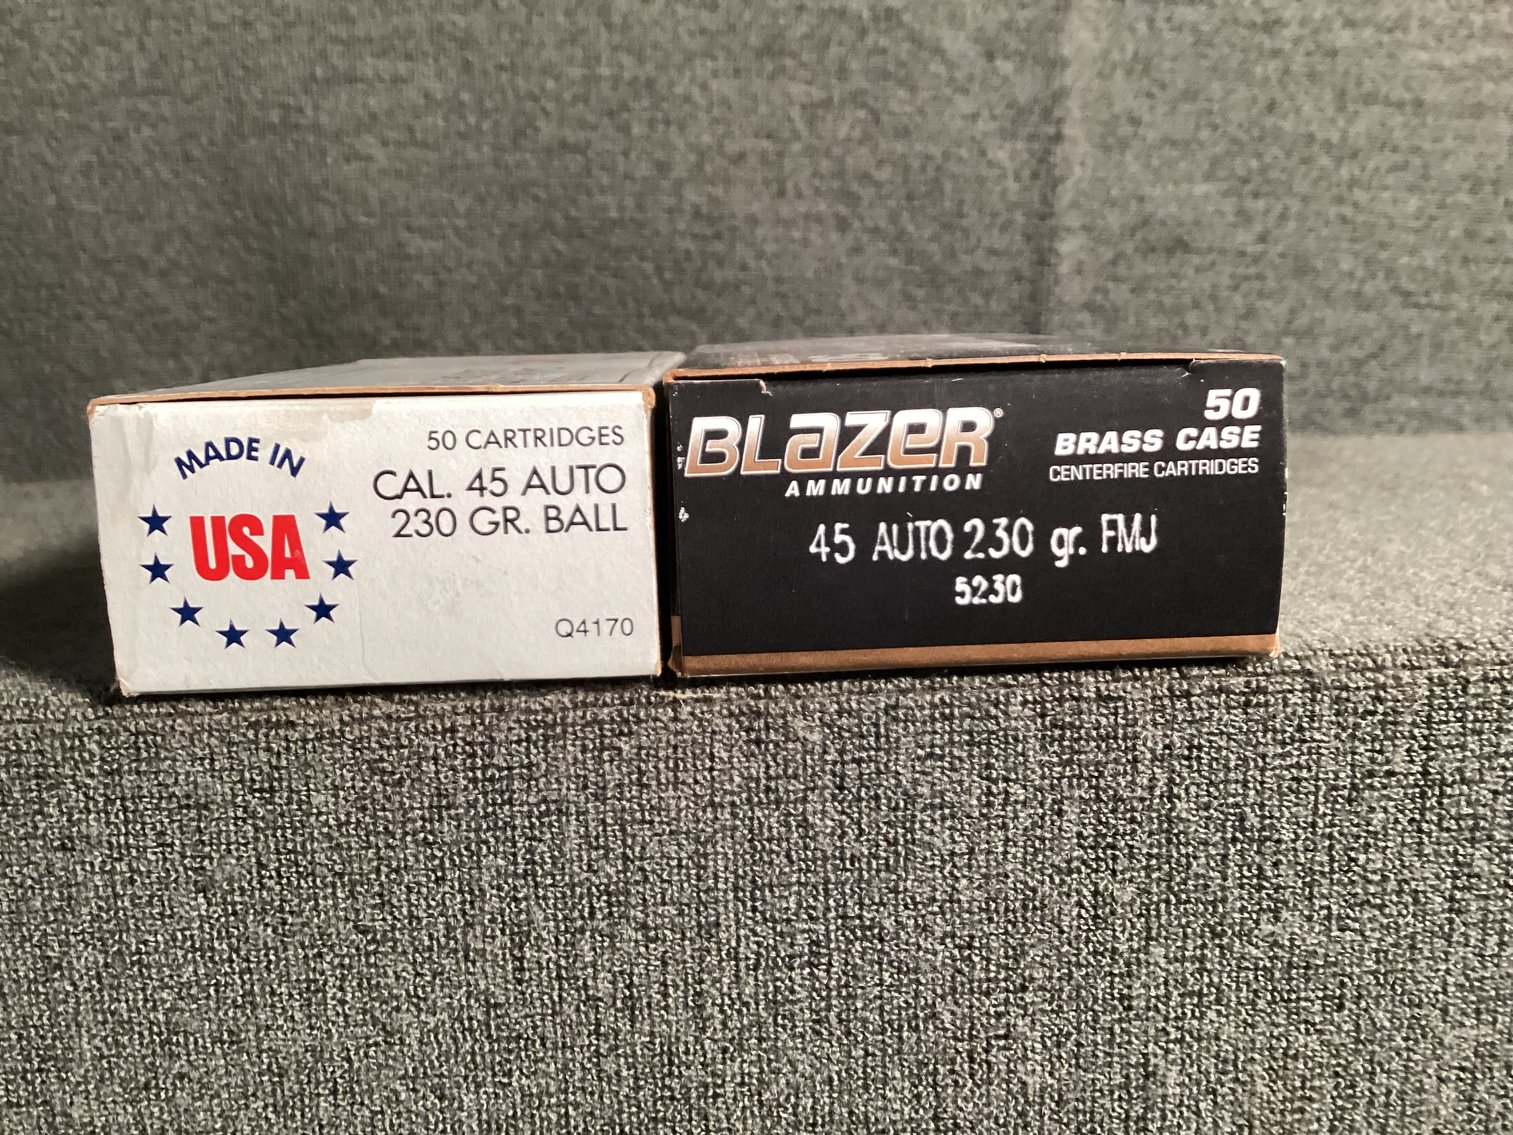 MADE IN
USA
50 CARTRIDGES
CAL. 45 AUTO
230 GR. BALL
Q4170
BLaZeR®
AMMUNITION
50
BRASS CASE
CENTERFIRE CARTRIDGES
45 AUTO 230 gr. FMJ
5230